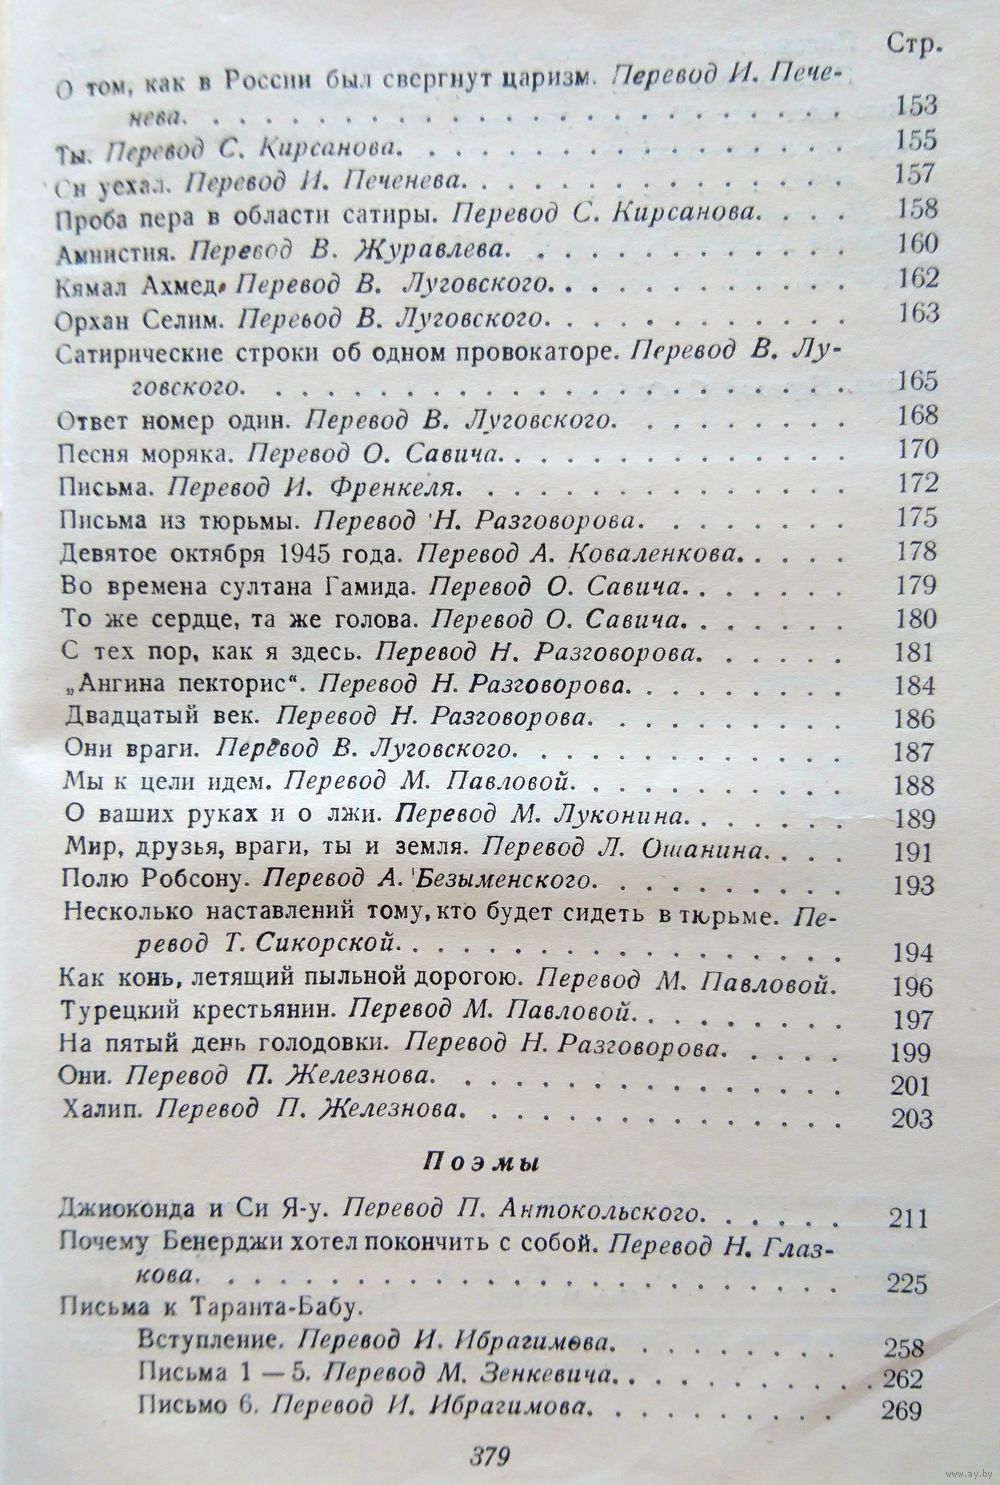 Стр.
О том, как в России был свергнут царизм. Перевод И. Пече-
нева. . . . . . . . . . . . . . . . . . . . . . . . 153
Ты. Перевод С. Кирсанова. . . . . . . . . . . . . . . . 155
Он уехал. Перевод И. Печенева. . . . . . . . . . . . . . 157
Проба пера в области сатиры. Перевод С. Кирсанова. . . . 158
Амнистия. Перевод В. Журавлева. . . . . . . . . . . . . 160
Кямал Ахмед. Перевод В. Луговского. . . . . . . . . . . 162
Орхан Селим. Перевод В. Луговского. . . . . . . . . . . 163
Сатирические строки об одном провокаторе. Перевод В. Лу-
говского. . . . . . . . . . . . . . . . . . . . . . 165
Ответ номер один. Перевод В. Луговского. . . . . . . . . 168
Песня моряка. Перевод О. Савича. . . . . . . . . . . . . 170
Письма. Перевод И. Френкеля. . . . . . . . . . . . . . . 172
Письма из тюрьмы. Перевод Н. Разговорова. . . . . . . . 175
Девятое октября 1945 года. Перевод А. Коваленкова. . . . . 178
Во времена султана Гамида. Перевод О. Савича. . . . . . . 179
То же сердце, та же голова. Перевод О. Савича. . . . . . . 180
С тех пор, как я здесь. Перевод Н. Разговорова. . . . . . 181
„Ангина пекторис“. Перевод Н. Разговорова. . . . . . . . . 184
Двадцатый век. Перевод Н. Разговорова. . . . . . . . . . 186
Они враги. Перевод В. Луговского. . . . . . . . . . . . . 187
Мы к цели идем. Перевод М. Павловой. . . . . . . . . . . 188
О ваших руках и о лжи. Перевод М. Луконина. . . . . . . 189
Мир, друзья, враги, ты и земля. Перевод Л. Ошанина. . . . 191
Полю Робсону. Перевод А. Безыменского. . . . . . . . . . 193
Несколько наставлений тому, кто будет сидеть в тюрьме. Пе-
ревод Т. Сикорской. . . . . . . . . . . . . . . . . 194
Как конь, летящий пыльной дорогою. Перевод М. Павловой. 196
Турецкий крестьянин. Перевод М. Павловой. . . . . . . . . 197
На пятый день голодовки. Перевод Н. Разговорова. . . . . 199
Они. Перевод П. Железнова. . . . . . . . . . . . . . . . 201
Халип. Перевод П. Железнова. . . . . . . . . . . . . . . 203
Поэмы
Джиоконда и Си Я-у. Перевод П. Антокольского. . . . . . 211
Почему Бенерджи хотел покончить с собой. Перевод Н. Глаз-
кова. . . . . . . . . . . . . . . . . . . . . . . . 225
Письма к Таранта-Бабу.
Вступление. Перевод И. Ибрагимова. . . . . . . . . 258
Письма 1 — 5. Перевод М. Зенкевича. . . . . . . . . . 262
Письмо 6. Перевод И. Ибрагимова. . . . . . . . . . 269
379
www.ay.by